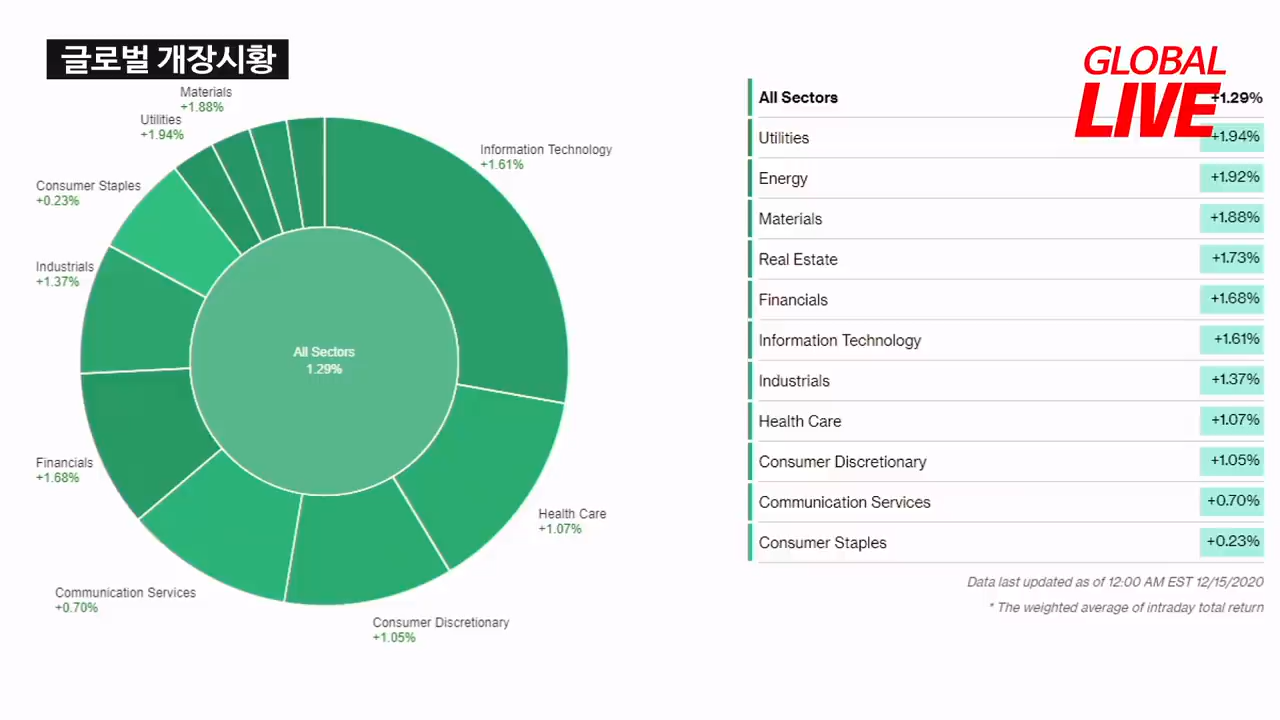 글로벌 개장시황
GLOBAL
LIVE
Materials
+1.88%
Utilities
+1.94%
Consumer Staples
+0.23%
Industrials
+1.37%
Financials
+1.68%
Communication Services
+0.70%
Consumer Discretionary
+1.05%
Health Care
+1.07%
Information Technology
+1.61%
All Sectors
1.29%
All Sectors +1.29%
Utilities +1.94%
Energy +1.92%
Materials +1.88%
Real Estate +1.73%
Financials +1.68%
Information Technology +1.61%
Industrials +1.37%
Health Care +1.07%
Consumer Discretionary +1.05%
Communication Services +0.70%
Consumer Staples +0.23%
Data last updated as of 12:00 AM EST 12/15/2020
* The weighted average of intraday total return